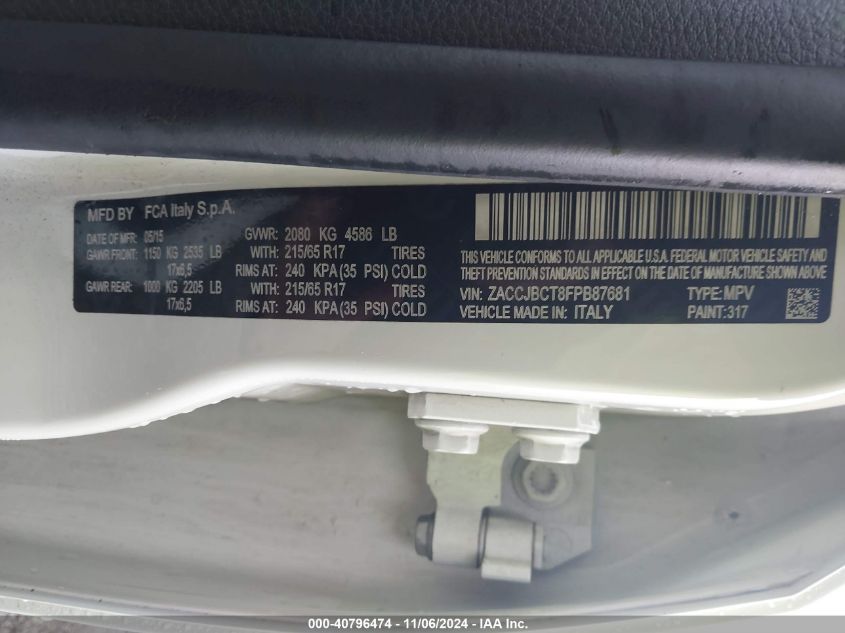 MFD BY FCA Italy S.p.A.
DATE OF MFR: 05/15 GVWR: 2080 KG 4586 LB
GAWR FRONT: 1150 KG 2535 LB WITH: 215/65 R17 TIRES
17x6,5 RIMS AT: 240 KPA (35 PSI) COLD
GAWR REAR: 1000 KG 2205 LB WITH: 215/65 R17 TIRES
17x6,5 RIMS AT: 240 KPA (35 PSI) COLD
THIS VEHICLE CONFORMS TO ALL APPLICABLE U.S.A. FEDERAL MOTOR VEHICLE SAFETY AND
THEFT PREVENTION STANDARDS IN EFFECT ON THE DATE OF MANUFACTURE SHOWN ABOVE
VIN: ZACCJBCT8FPB87681 TYPE: MPV
VEHICLE MADE IN: ITALY PAINT: 317
000-40796474 - 11/06/2024 - IAA Inc.